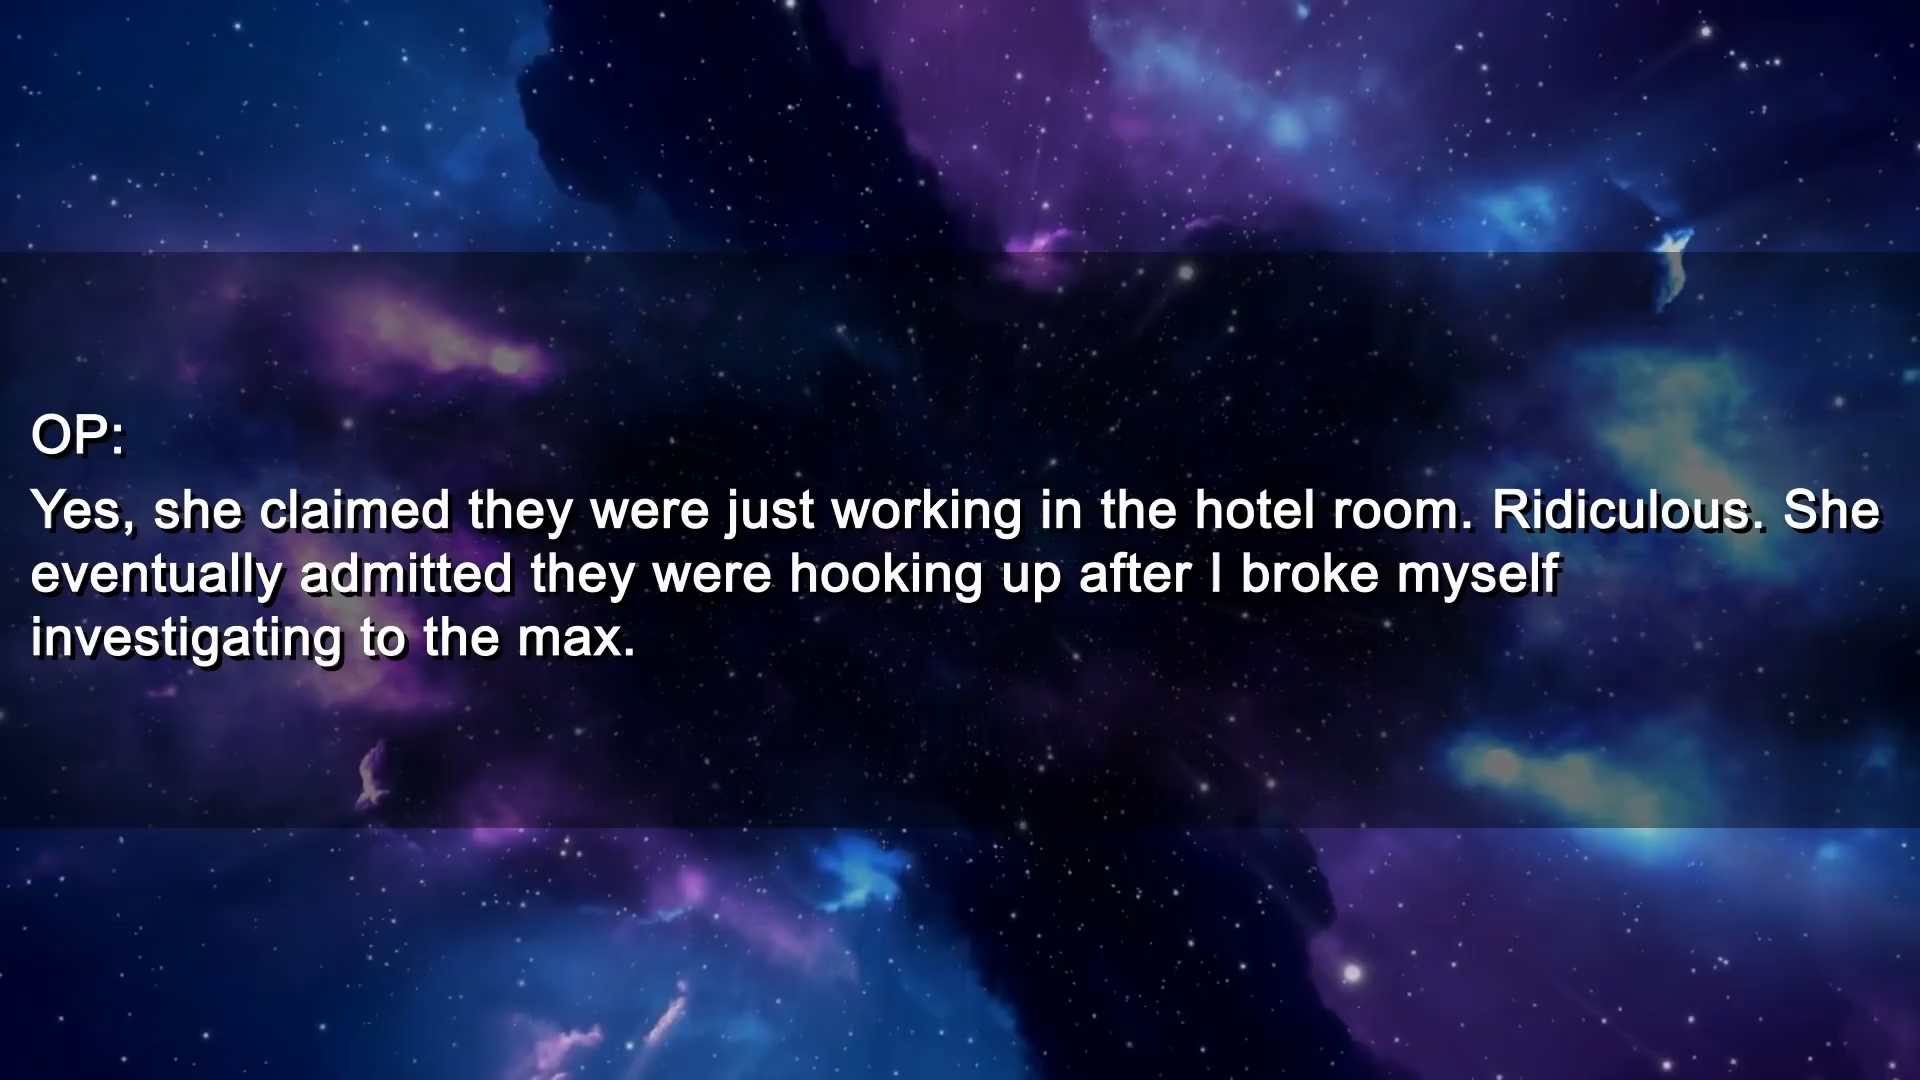 OP:
Yes, she claimed they were just working in the hotel room. Ridiculous. She
eventually admitted they were hooking up after I broke myself
investigating to the max.